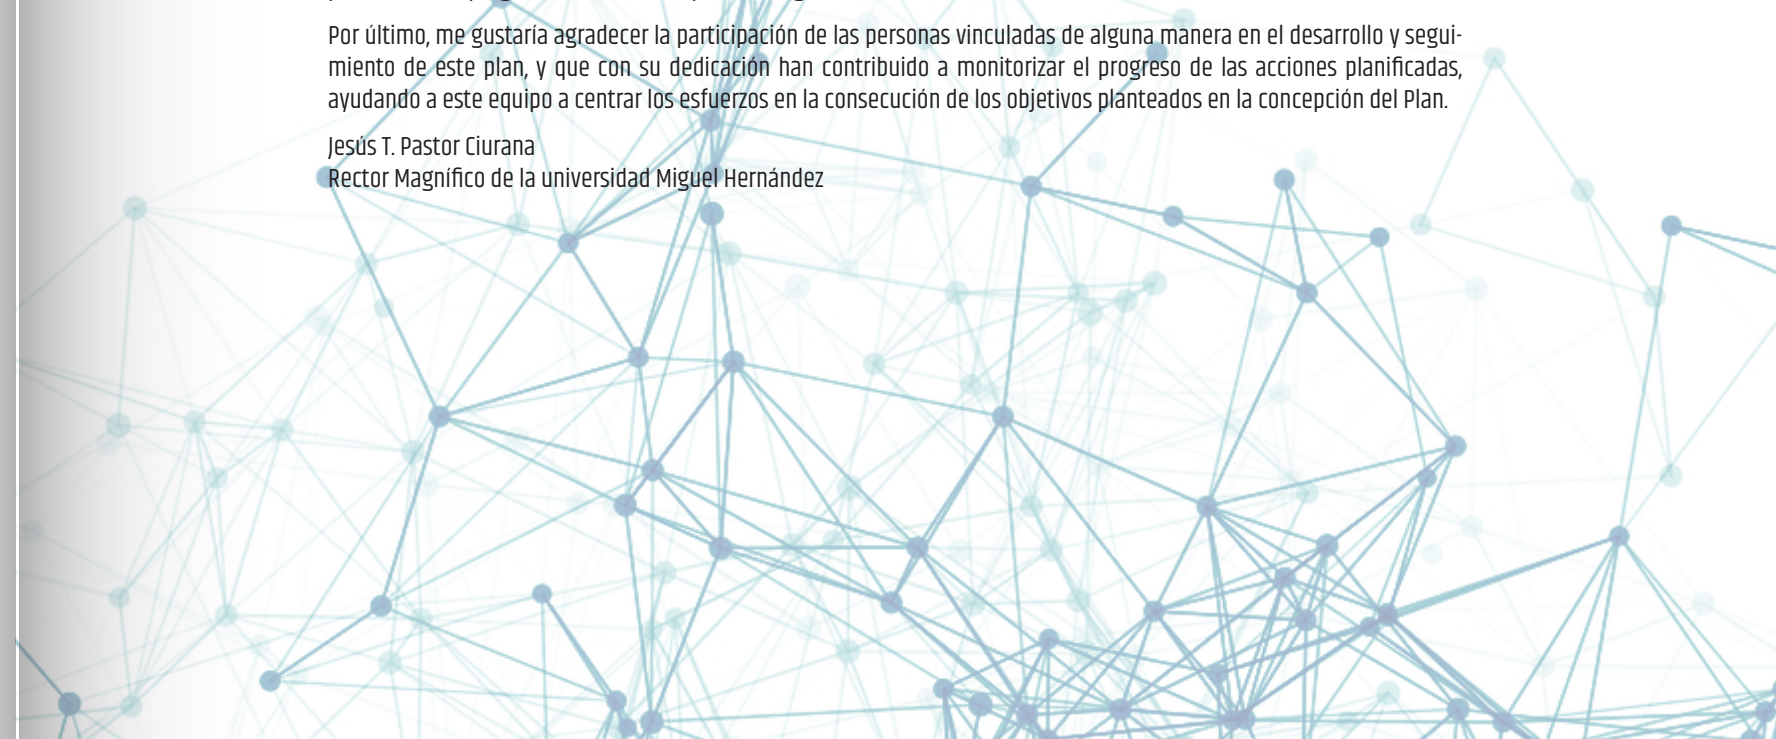 Por último, me gustaría agradecer la participación de las personas vinculadas de alguna manera en el desarrollo y segui-
miento de este plan, y que con su dedicación han contribuido a monitorizar el progreso de las acciones planificadas,
ayudando a este equipo a centrar los esfuerzos en la consecución de los objetivos planteados en la concepción del Plan.
Jesús T. Pastor Ciurana
Rector Magnífico de la universidad Miguel Hernández